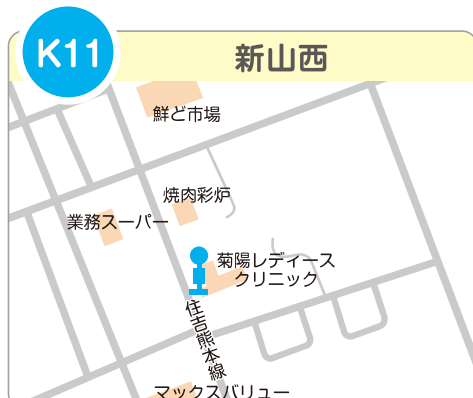 K11
新山西
鮮ど市場
焼肉彩炉
業務スーパー
菊陽レディース
クリニック
住吉熊本線
マックスバリュー